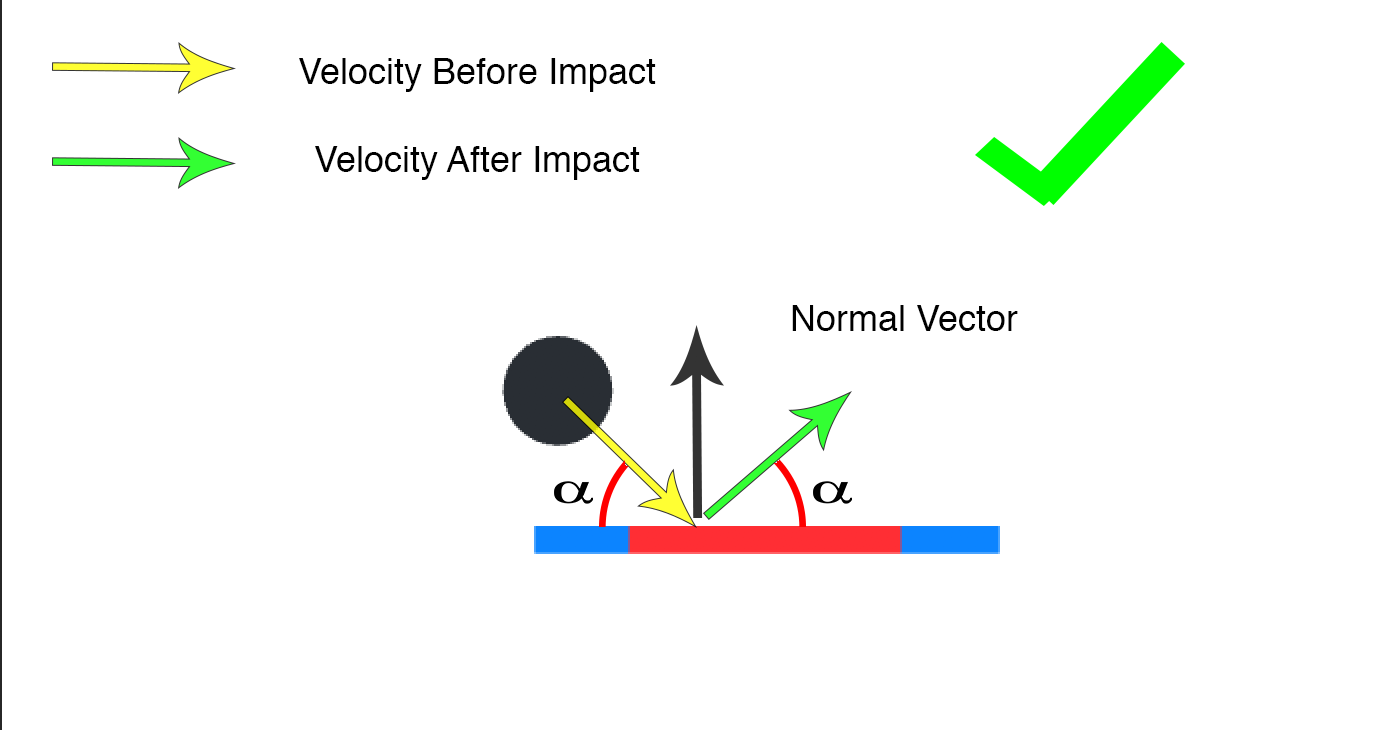 Velocity Before Impact
Velocity After Impact
Normal Vector
α
α